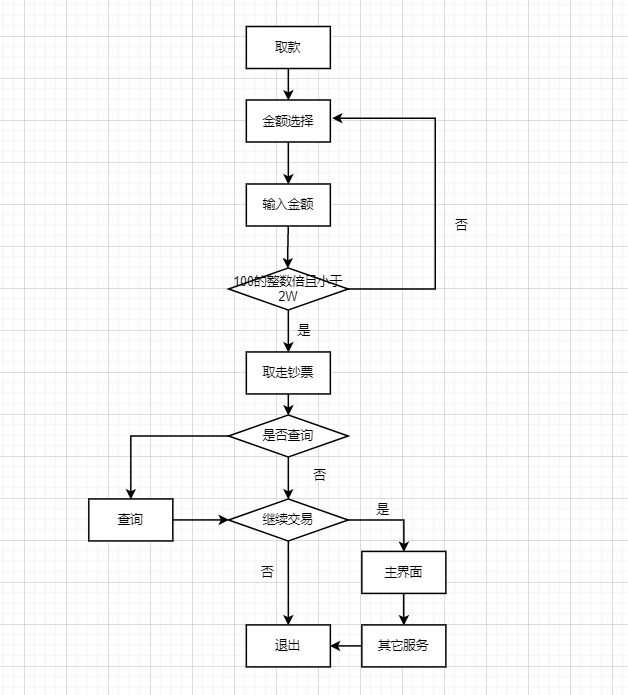 取款
金额选择
输入金额
否
100的整数倍且小于
2W
是
取走钞票
是否查询
否
查询
继续交易
是
否
主界面
退出
其它服务